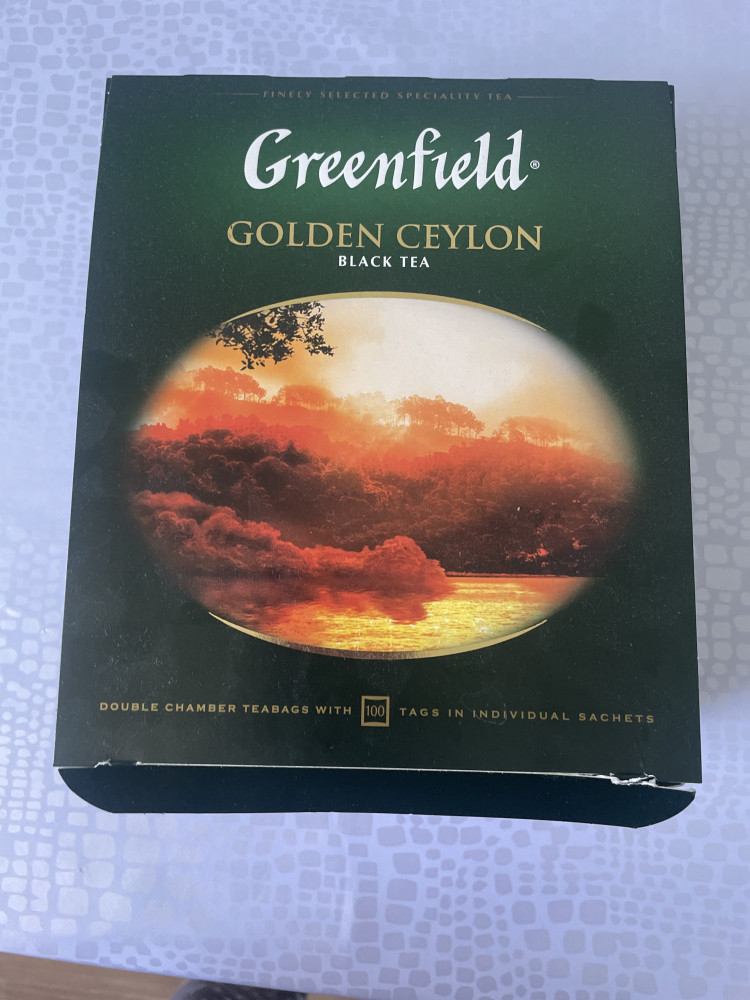 FINELY SELECTED SPECIALITY TEA
Greenfield®
GOLDEN CEYLON
BLACK TEA
DOUBLE CHAMBER TEABAGS WITH 100 TAGS IN INDIVIDUAL SACHETS